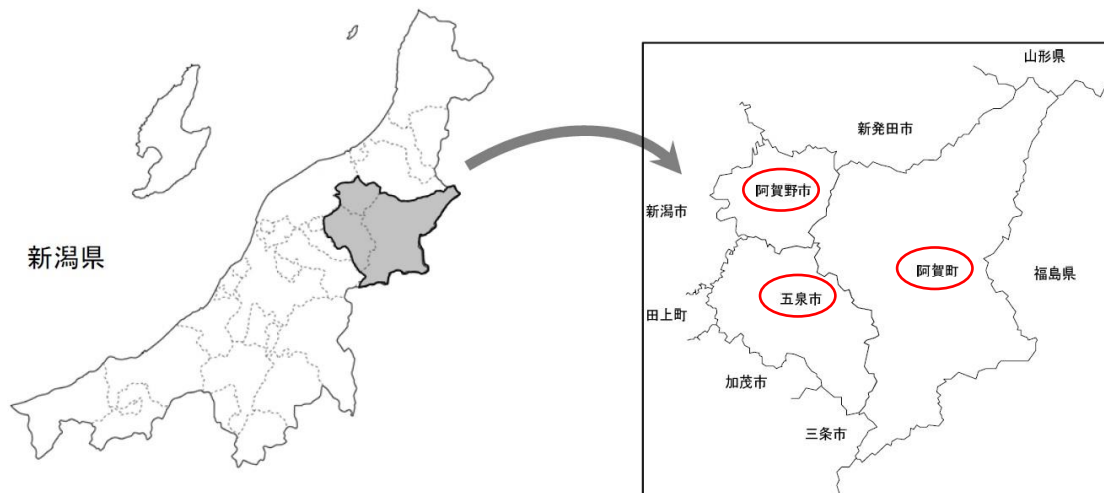 新潟県
山形県
新発田市
阿賀野市
新潟市
阿賀町
福島県
五泉市
田上町
加茂市
三条市